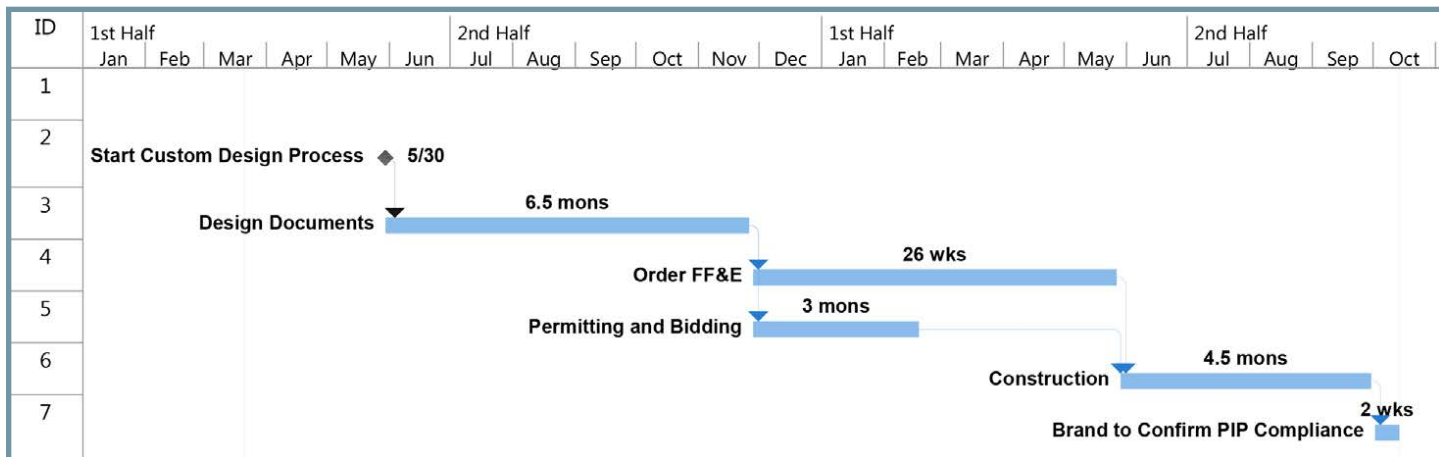 ID
1st Half 2nd Half 1st Half 2nd Half
Jan Feb Mar Apr May Jun Jul Aug Sep Oct Nov Dec Jan Feb Mar Apr May Jun Jul Aug Sep Oct
1
2
Start Custom Design Process 5/30
3
6.5 mons
Design Documents
4
26 wks
Order FF&E
5
3 mons
Permitting and Bidding
6
4.5 mons
Construction
7
2 wks
Brand to Confirm PIP Compliance